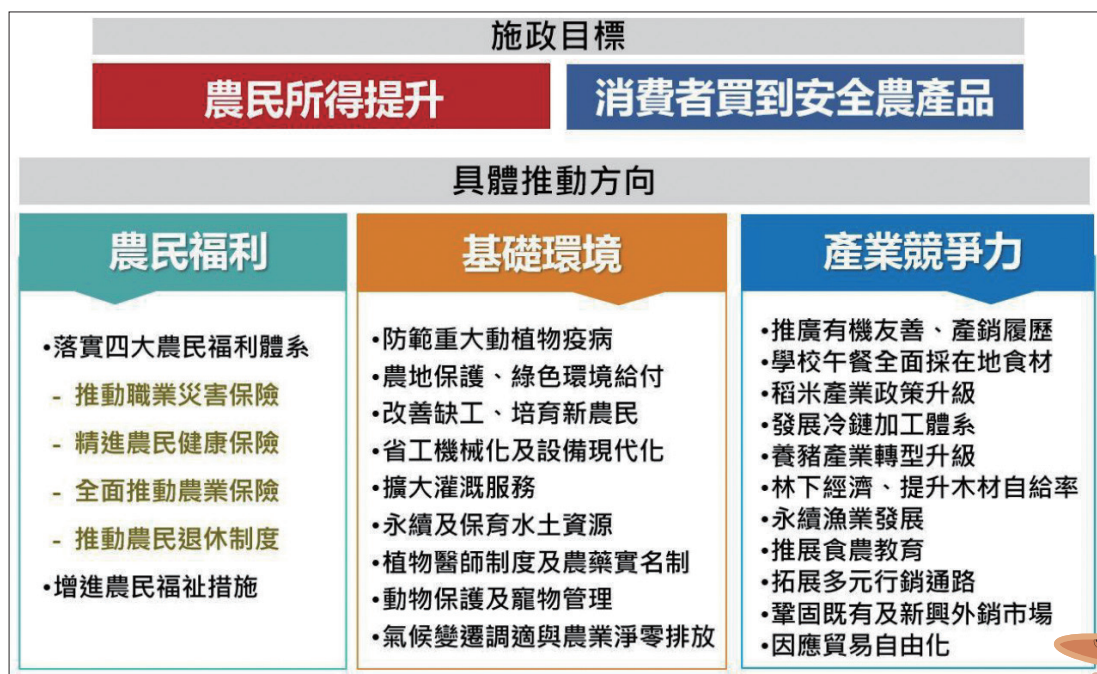 施政目標
農民所得提升
消費者買到安全農產品
具體推動方向
農民福利
•落實四大農民福利體系
- 推動職業災害保險
- 精進農民健康保險
- 全面推動農業保險
- 推動農民退休制度
•增進農民福祉措施
基礎環境
•防範重大動植物疫病
•農地保護、綠色環境給付
•改善缺工、培育新農民
•省工機械化及設備現代化
•擴大灌溉服務
•永續及保育水土資源
•植物醫師制度及農藥實名制
•動物保護及寵物管理
•氣候變遷調適與農業淨零排放
產業競爭力
•推廣有機友善、產銷履歷
•學校午餐全面採在地食材
•稻米產業政策升級
•發展冷鏈加工體系
•養豬產業轉型升級
•林下經濟、提升木材自給率
•永續漁業發展
•推展食農教育
•拓展多元行銷通路
•鞏固既有及新興外銷市場
•因應貿易自由化